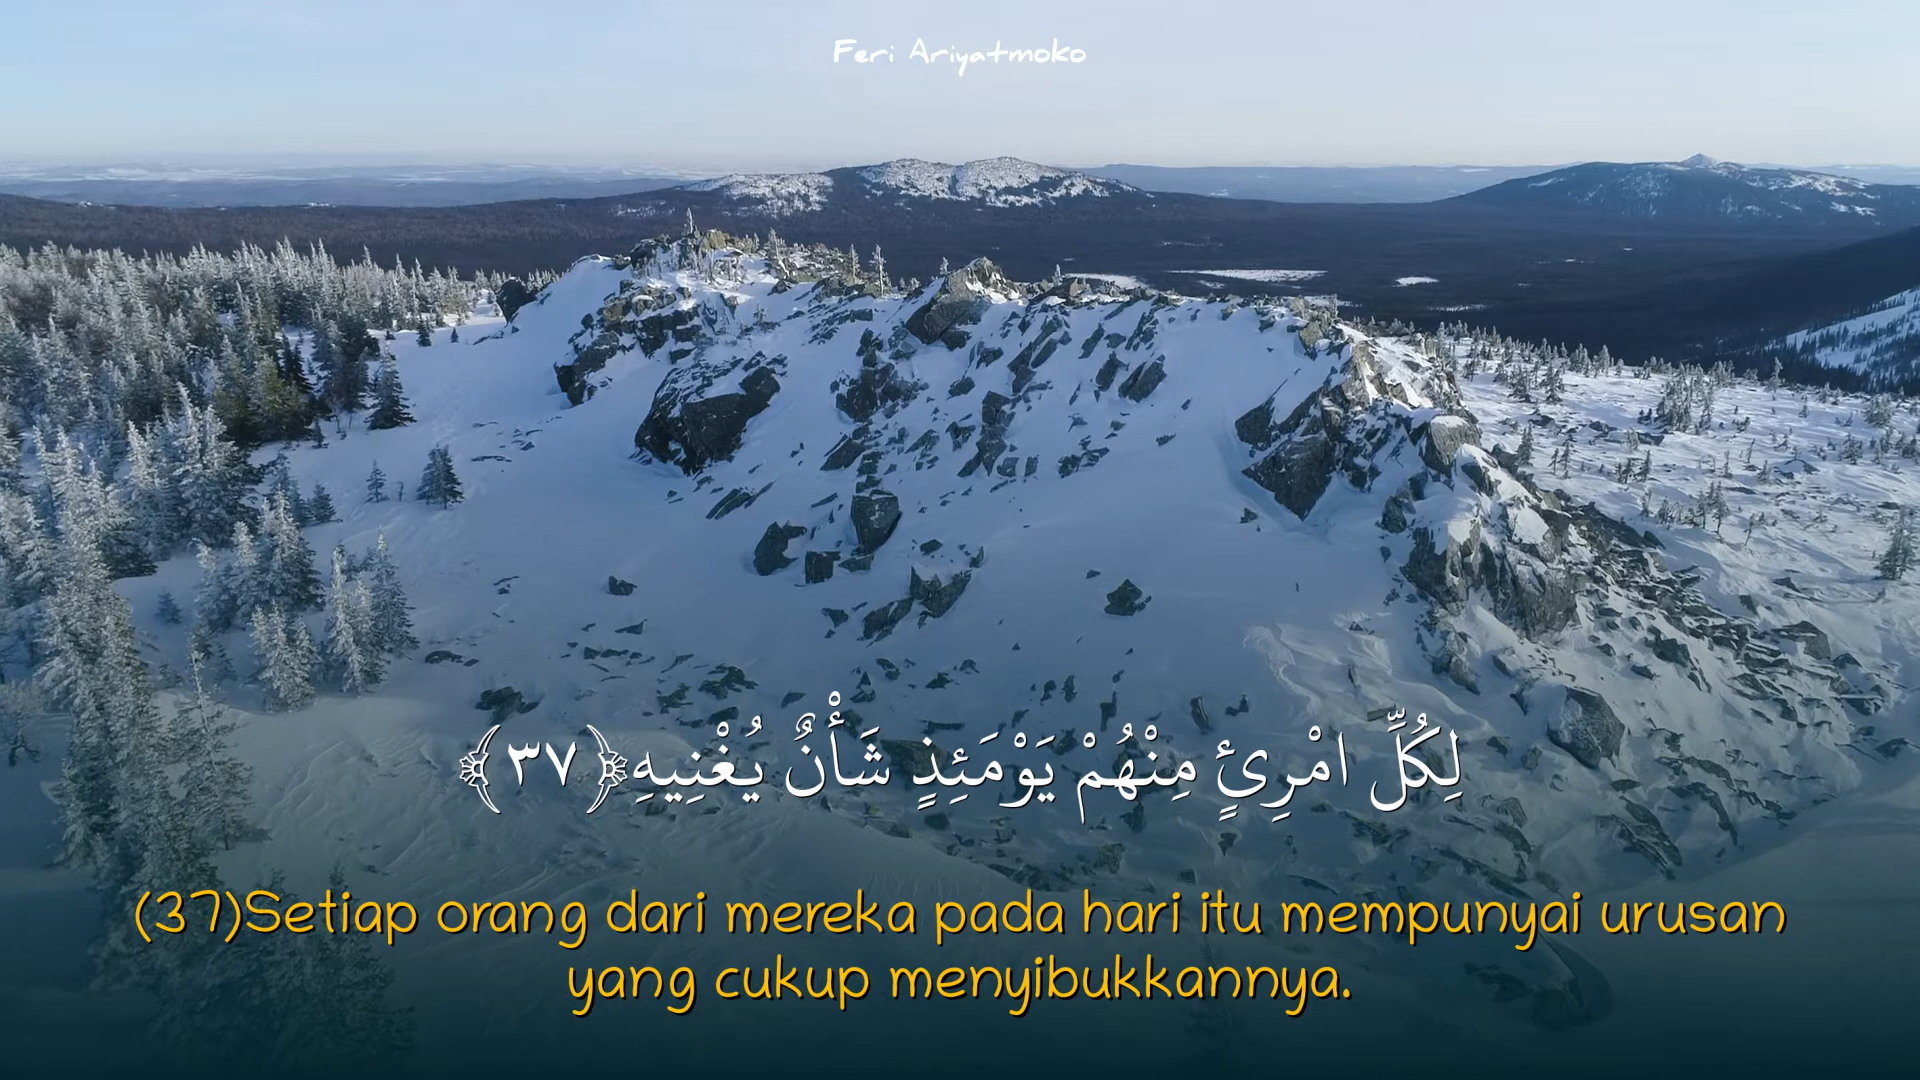 Feri Ariyatmoko
لِكُلِّ امْرِئٍ مِنْهُمْ يَوْمَئِذٍ شَأْنٌ يُغْنِيهِ﴿٣٧﴾
(37)Setiap orang dari mereka pada hari itu mempunyai urusan
yang cukup menyibukkannya.